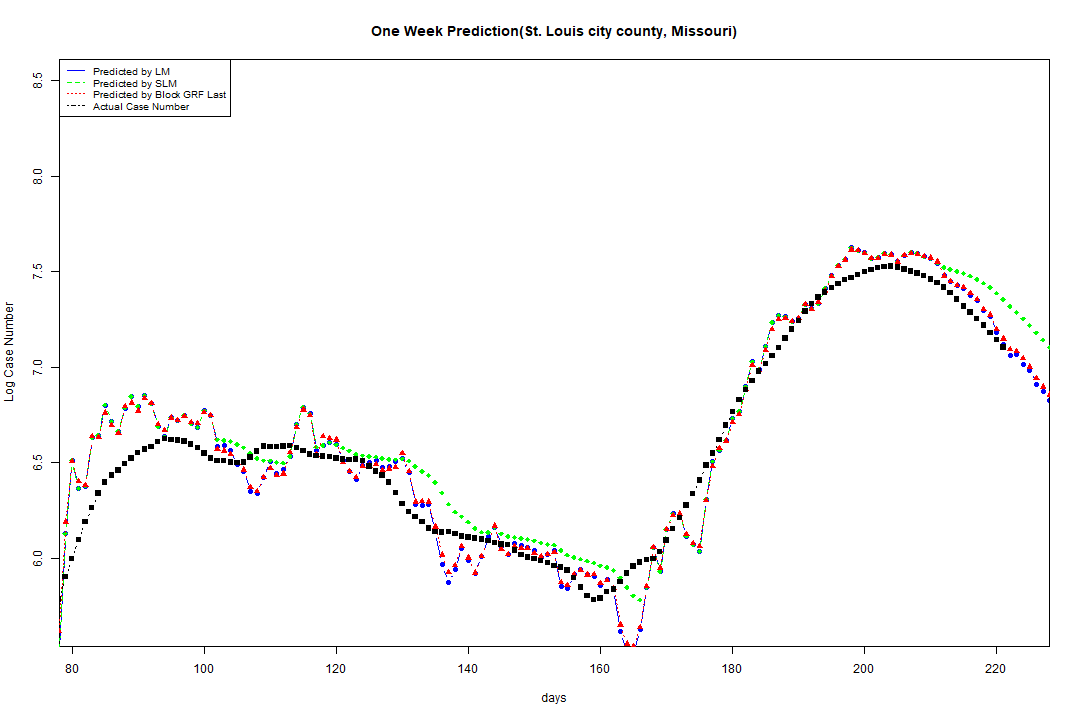 One Week Prediction(St. Louis city county, Missouri)
Predicted by LM
Predicted by SLM
Predicted by Block GRF Last
Actual Case Number
8.5
8.0
7.5
7.0
6.5
6.0
Log Case Number
80 100 120 140 160 180 200 220
days